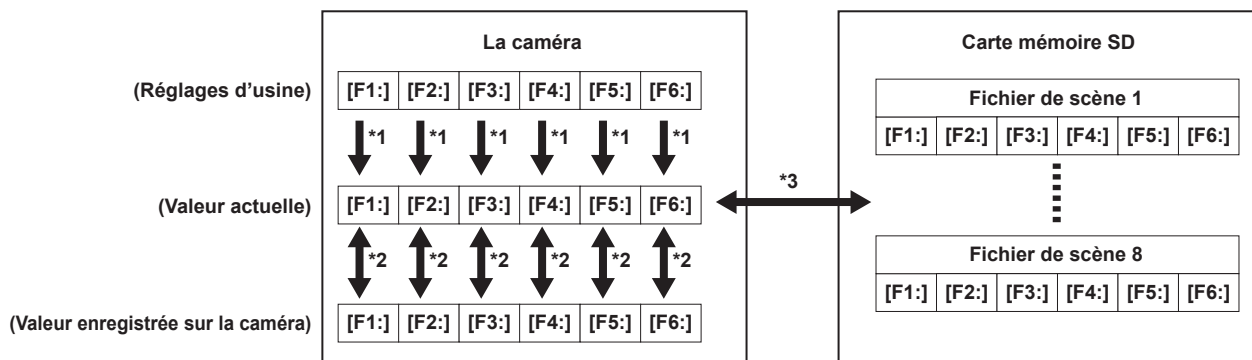 La caméra
Carte mémoire SD
(Réglages d’usine) [F1:] [F2:] [F3:] [F4:] [F5:] [F6:]
Fichier de scène 1
*1 *1 *1 *1 *1 *1
[F1:] [F2:] [F3:] [F4:] [F5:] [F6:]
*3
(Valeur actuelle) [F1:] [F2:] [F3:] [F4:] [F5:] [F6:]
Fichier de scène 8
*2 *2 *2 *2 *2 *2
[F1:] [F2:] [F3:] [F4:] [F5:] [F6:]
(Valeur enregistrée sur la caméra) [F1:] [F2:] [F3:] [F4:] [F5:] [F6:]